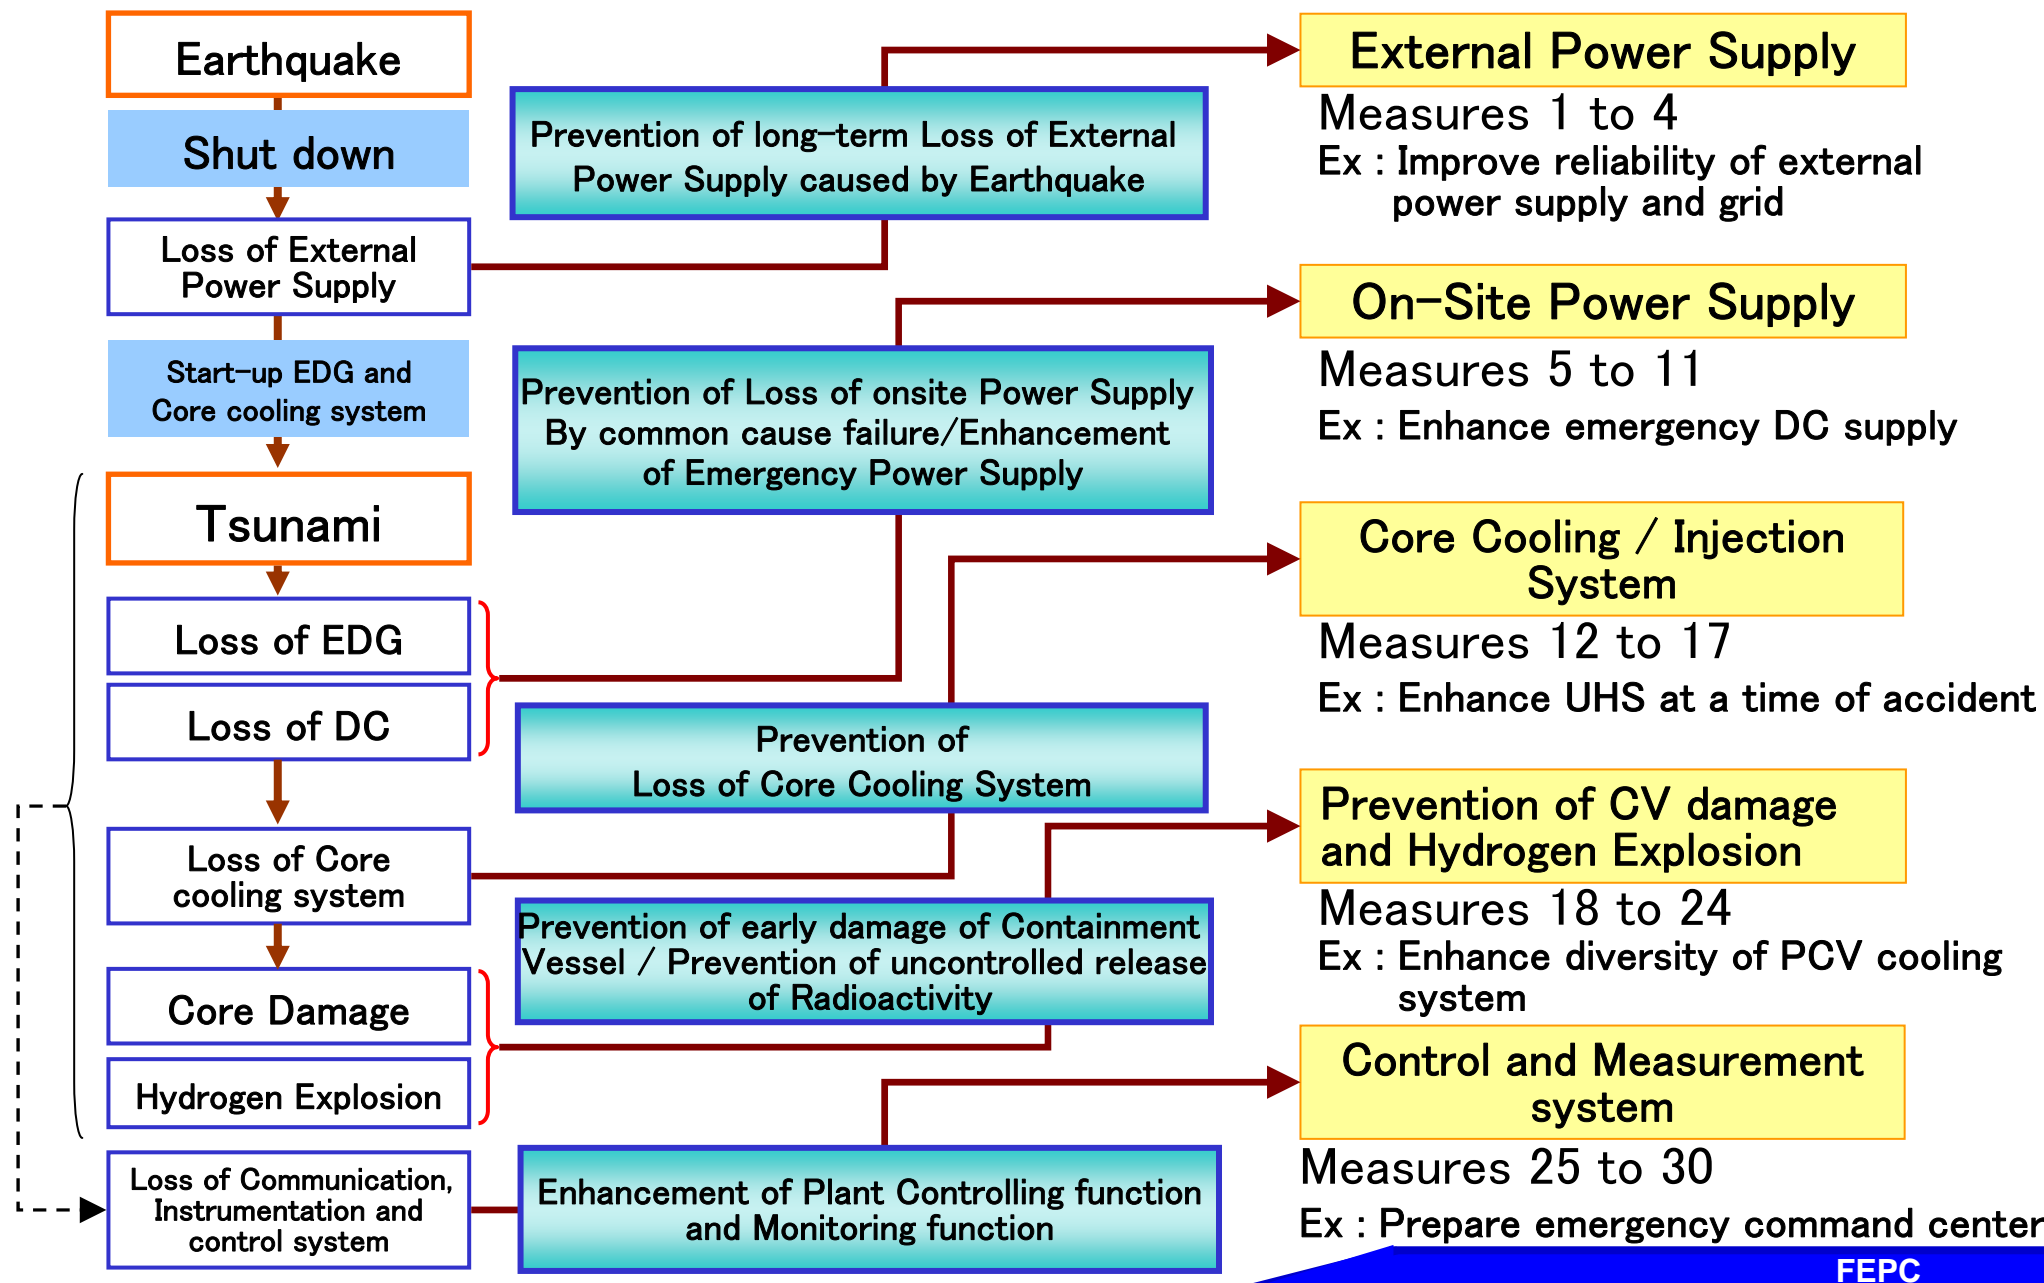 Earthquake
Shut down
Loss of External
Power Supply
Start-up EDG and
Core cooling system
Tsunami
Loss of EDG
Loss of DC
Loss of Core
cooling system
Core Damage
Hydrogen Explosion
Loss of Communication,
Instrumentation and
control system
Prevention of long-term Loss of External
Power Supply caused by Earthquake
Prevention of Loss of onsite Power Supply
By common cause failure/Enhancement
of Emergency Power Supply
Prevention of
Loss of Core Cooling System
Prevention of early damage of Containment
Vessel / Prevention of uncontrolled release
of Radioactivity
Enhancement of Plant Controlling function
and Monitoring function
External Power Supply
Measures 1 to 4
Ex : Improve reliability of external
power supply and grid
On-Site Power Supply
Measures 5 to 11
Ex : Enhance emergency DC supply
Core Cooling / Injection
System
Measures 12 to 17
Ex : Enhance UHS at a time of accident
Prevention of CV damage
and Hydrogen Explosion
Measures 18 to 24
Ex : Enhance diversity of PCV cooling
system
Control and Measurement
system
Measures 25 to 30
Ex : Prepare emergency command center
FEPC